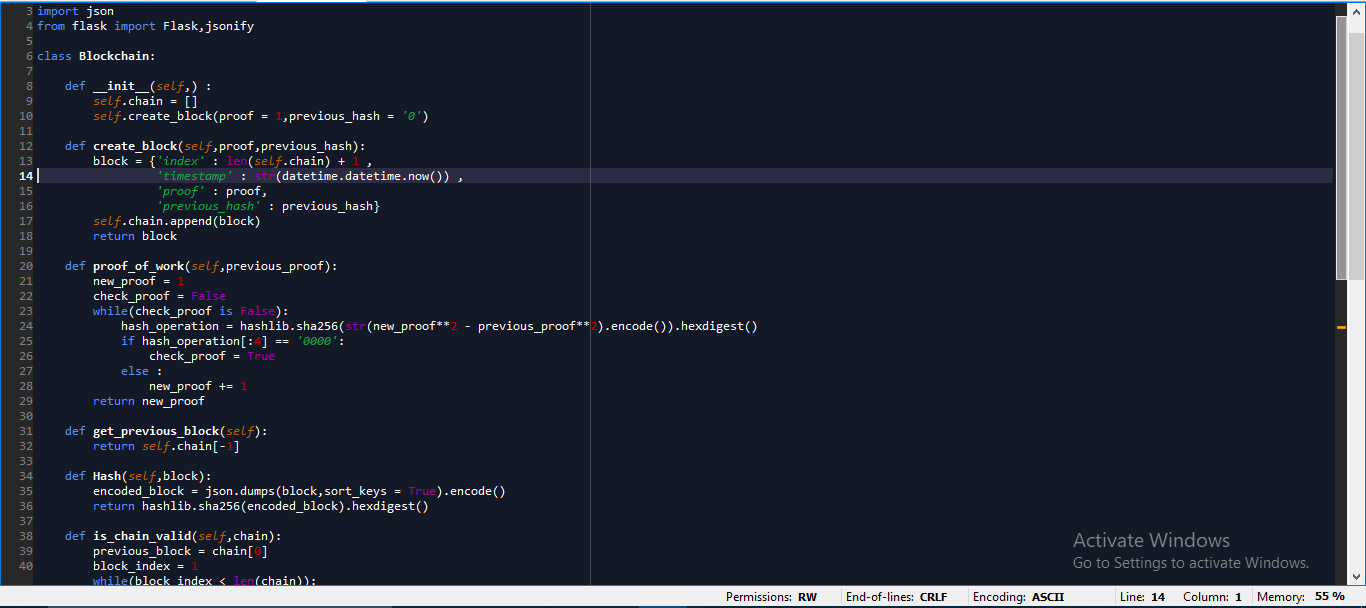 3 import json
4 from flask import Flask,jsonify
5
6 class Blockchain:
7
8     def __init__(self,) :
9         self.chain = []
10         self.create_block(proof = 1,previous_hash = '0')
11
12     def create_block(self,proof,previous_hash):
13         block = {'index' : len(self.chain) + 1 ,
14                  'timestamp' : str(datetime.datetime.now()) ,
15                  'proof' : proof,
16                  'previous_hash' : previous_hash}
17         self.chain.append(block)
18         return block
19
20     def proof_of_work(self,previous_proof):
21         new_proof = 1
22         check_proof = False
23         while(check_proof is False):
24             hash_operation = hashlib.sha256(str(new_proof**2 - previous_proof**2).encode()).hexdigest()
25             if hash_operation[:4] == '0000':
26                 check_proof = True
27             else :
28                 new_proof += 1
29         return new_proof
30
31     def get_previous_block(self):
32         return self.chain[-1]
33
34     def Hash(self,block):
35         encoded_block = json.dumps(block,sort_keys = True).encode()
36         return hashlib.sha256(encoded_block).hexdigest()
37
38     def is_chain_valid(self,chain):
39         previous_block = chain[0]
40         block_index = 1
        while(block_index < len(chain)):
Activate Windows
Go to Settings to activate Windows.
Permissions: RW End-of-lines: CRLF Encoding: ASCII Line: 14 Column: 1 Memory: 55 %